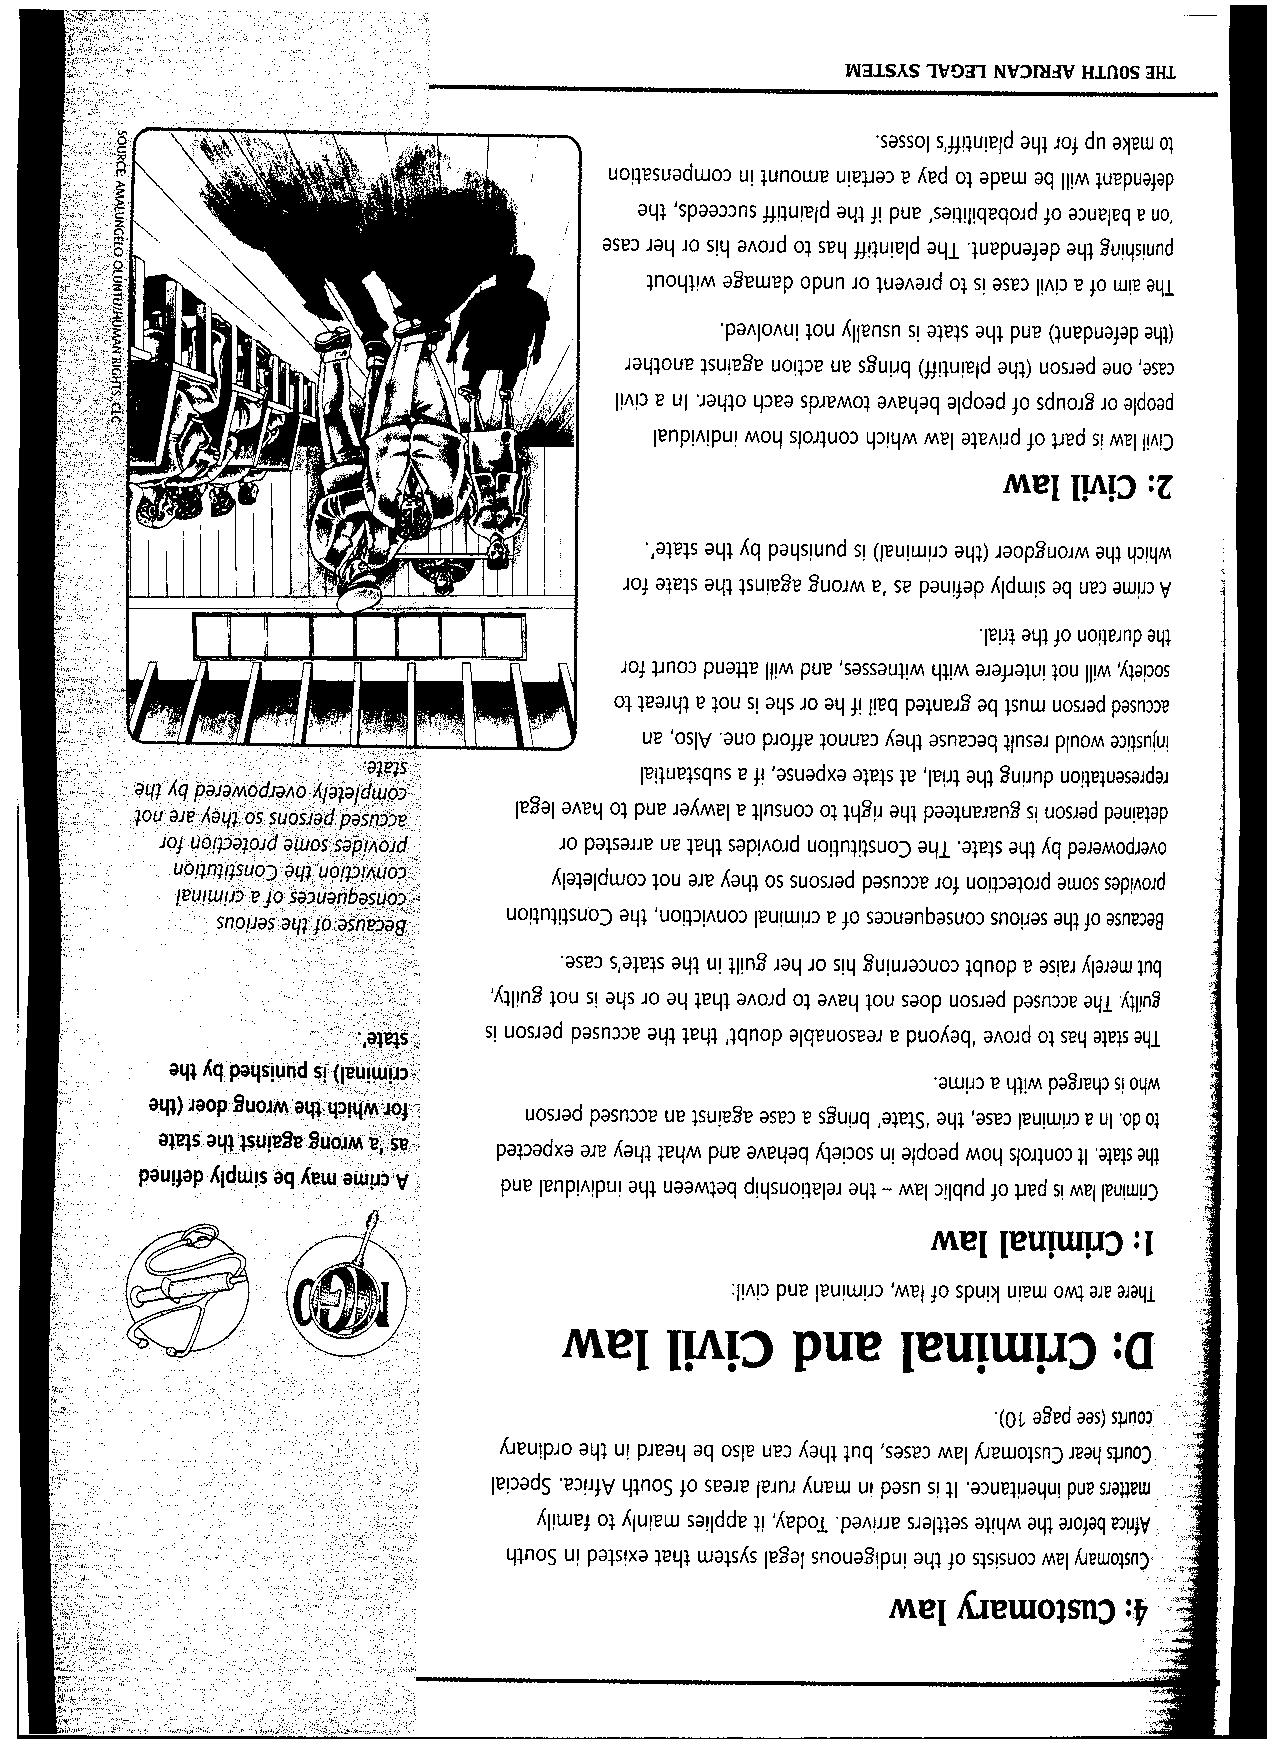 4: Customary law
Customary law consists of the indigenous legal system that existed in South
Africa before the white settlers arrived. Today, it applies mainly to family
matters and inheritance. It is used in many rural areas of South Africa. Special
Courts hear Customary law cases, but they can also be heard in the ordinary
courts (see page 10).
D: Criminal and Civil law
There are two main kinds of law, criminal and civil:
1: Criminal law
Criminal law is part of public law – the relationship between the individual and
the state. It controls how people in society behave and what they are expected
to do. In a criminal case, the 'State' brings a case against an accused person
who is charged with a crime.
The state has to prove 'beyond a reasonable doubt' that the accused person is
guilty. The accused person does not have to prove that he or she is not guilty,
but merely raise a doubt concerning his or her guilt in the state's case.
Because of the serious consequences of a criminal conviction, the Constitution
provides some protection for accused persons so they are not completely
overpowered by the state. The Constitution provides that an arrested or
detained person is guaranteed the right to consult a lawyer and to have legal
representation during the trial, at state expense, if a substantial
injustice would result because they cannot afford one. Also, an
accused person must be granted bail if he or she is not a threat to
society, will not interfere with witnesses, and will attend court for
the duration of the trial.
A crime can be simply defined as 'a wrong against the state for
which the wrongdoer (the criminal) is punished by the state'.
2: Civil law
Civil law is part of private law which controls how individual
people or groups of people behave towards each other. In a civil
case, one person (the plaintiff) brings an action against another
(the defendant) and the state is usually not involved.
The aim of a civil case is to prevent or undo damage without
punishing the defendant. The plaintiff has to prove his or her case
'on a balance of probabilities' and if the plaintiff succeeds, the
defendant will be made to pay a certain amount in compensation
to make up for the plaintiff's losses.
NGO
A crime may be simply defined
as 'a wrong against the state
for which the wrong doer (the
criminal) is punished by the
state'.
Because of the serious
consequences of a criminal
conviction the Constitution
provides some protection for
accused persons so they are not
completely overpowered by the
state.
SOURCE: AMALUNGELO OLUNTU/HUMAN RIGHTS, CLC
THE SOUTH AFRICAN LEGAL SYSTEM